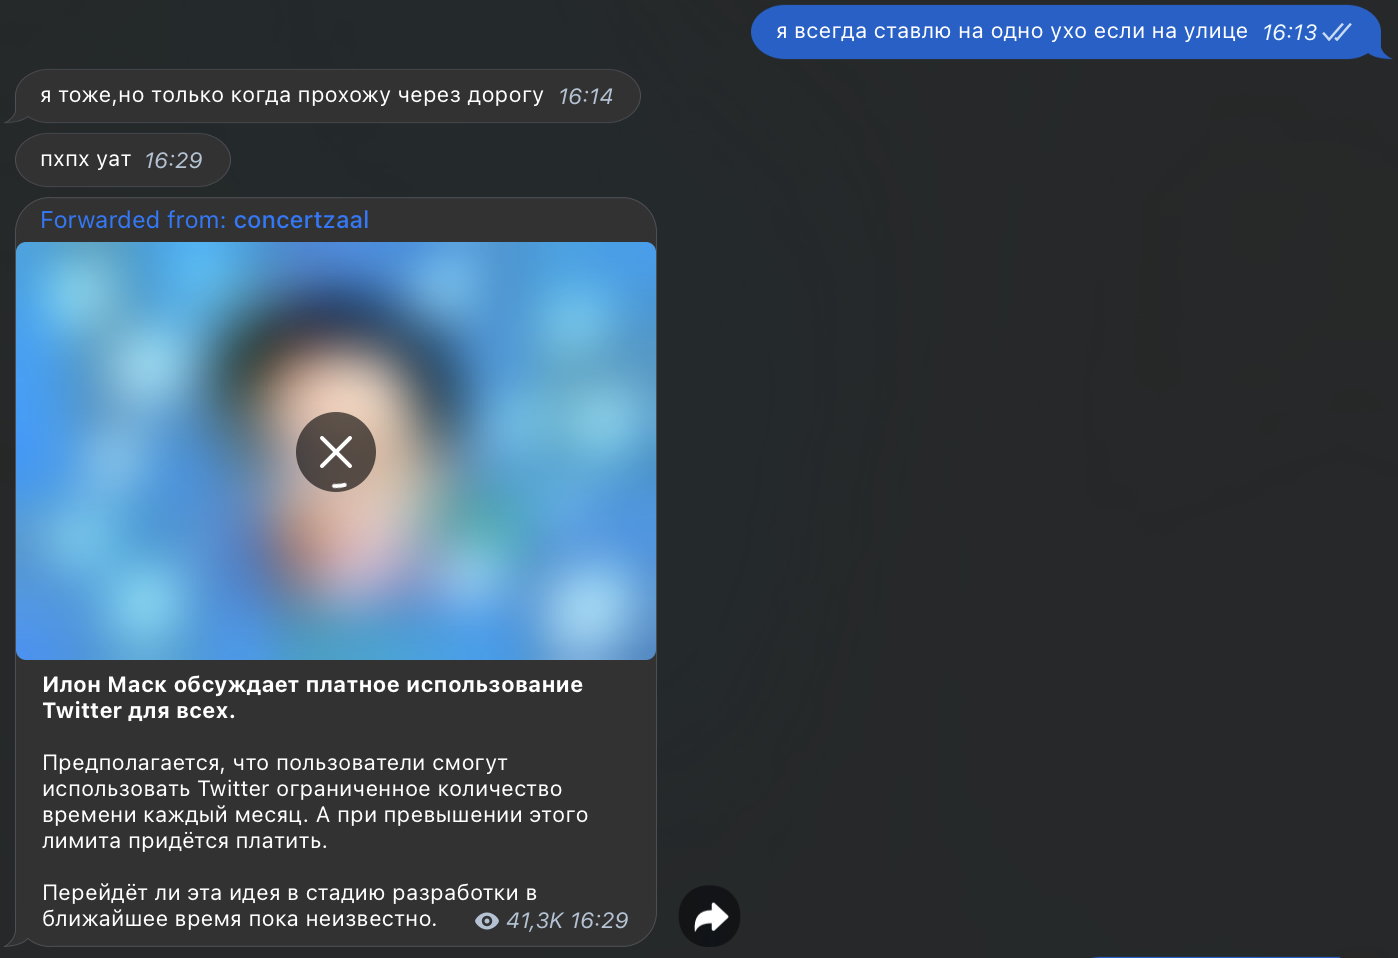 я всегда ставлю на одно ухо если на улице 16:13
я тоже,но только когда прохожу через дорогу 16:14
пхпх уат 16:29
Forwarded from: concertzaal
Илон Маск обсуждает платное использование
Twitter для всех.
Предполагается, что пользователи смогут
использовать Twitter ограниченное количество
времени каждый месяц. А при превышении этого
лимита придётся платить.
Перейдёт ли эта идея в стадию разработки в
ближайшее время пока неизвестно. 41,3K 16:29